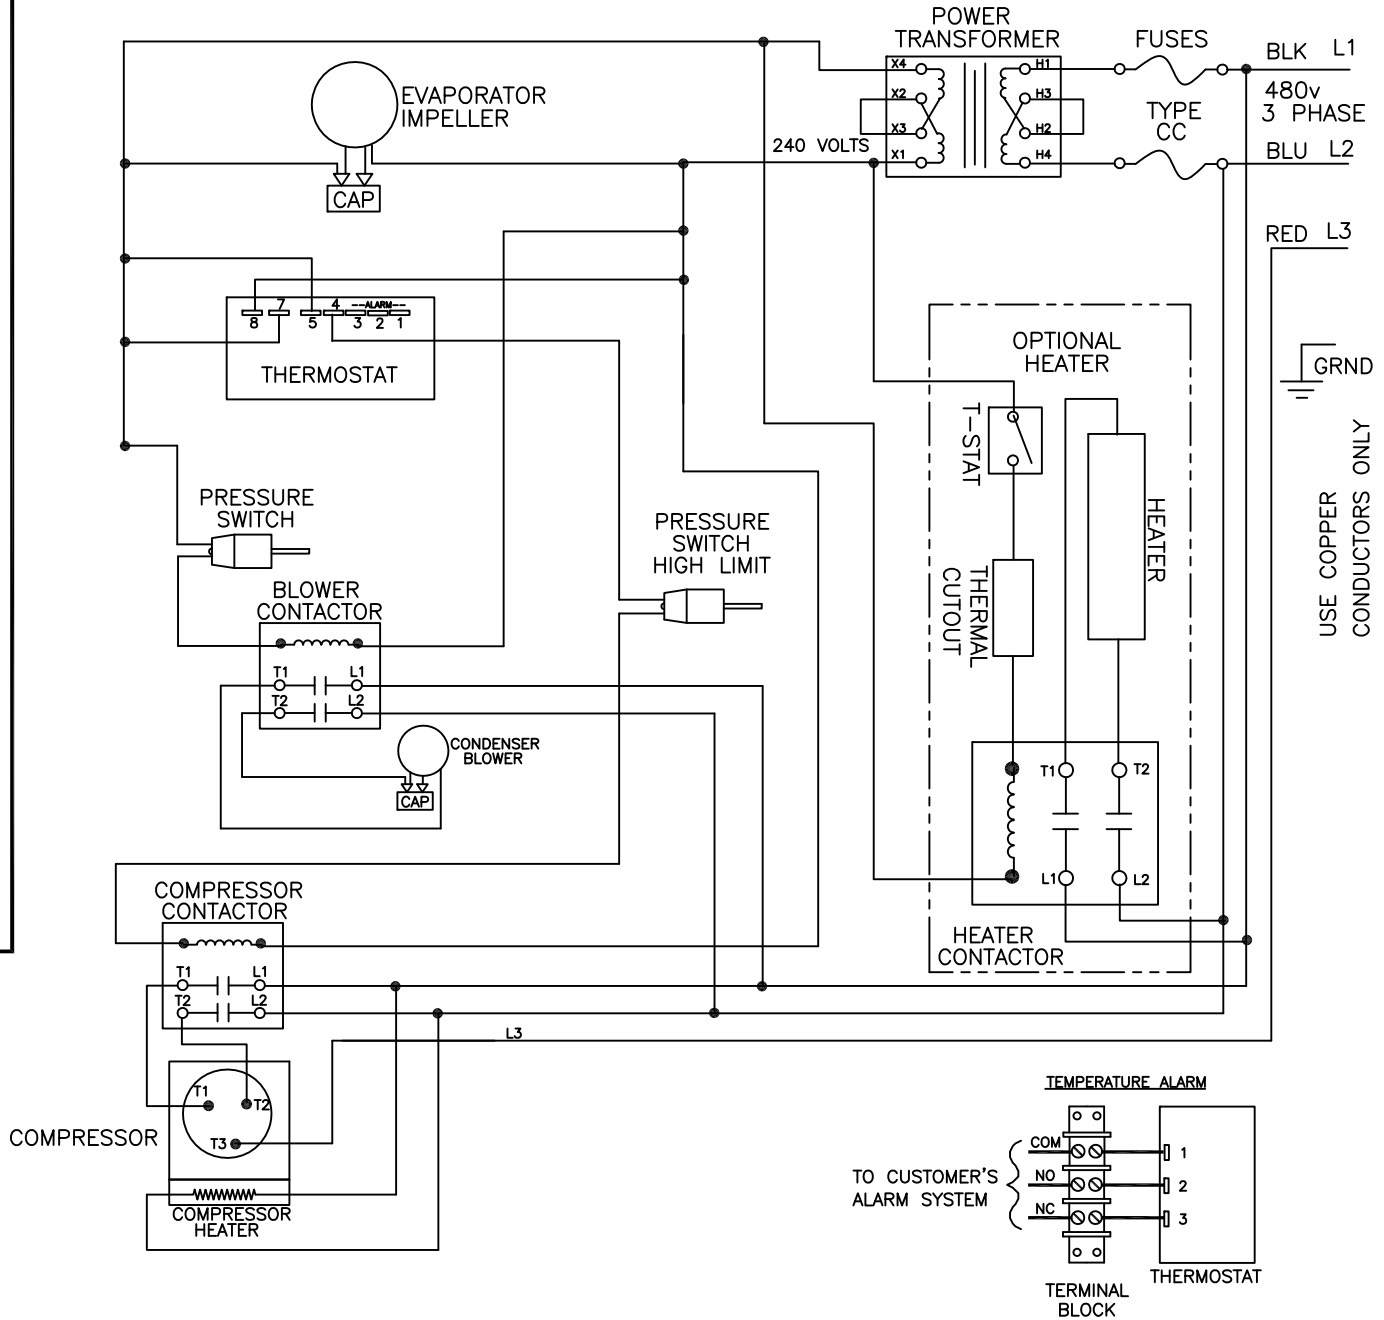 POWER
TRANSFORMER
FUSES
BLK L1
480v
3 PHASE
X4
H1
X2
H3
X3
H2
X1
H4
TYPE
CC
BLU L2
240 VOLTS
EVAPORATOR
IMPELLER
CAP
RED L3
7
4
--ALARM--
8
5
3
2
1
THERMOSTAT
OPTIONAL
HEATER
GRND
T-STAT
HEATER
THERMAL
CUTOUT
USE COPPER
CONDUCTORS ONLY
PRESSURE
SWITCH
PRESSURE
SWITCH
HIGH LIMIT
BLOWER
CONTACTOR
T1
L1
T2
L2
CONDENSER
BLOWER
CAP
T1
T2
L1
L2
HEATER
CONTACTOR
COMPRESSOR
CONTACTOR
T1
L1
T2
L2
L3
T1
T2
T3
COMPRESSOR
COMPRESSOR
HEATER
TEMPERATURE ALARM
COM
1
TO CUSTOMER'S
ALARM SYSTEM
NO
2
NC
3
THERMOSTAT
TERMINAL
BLOCK